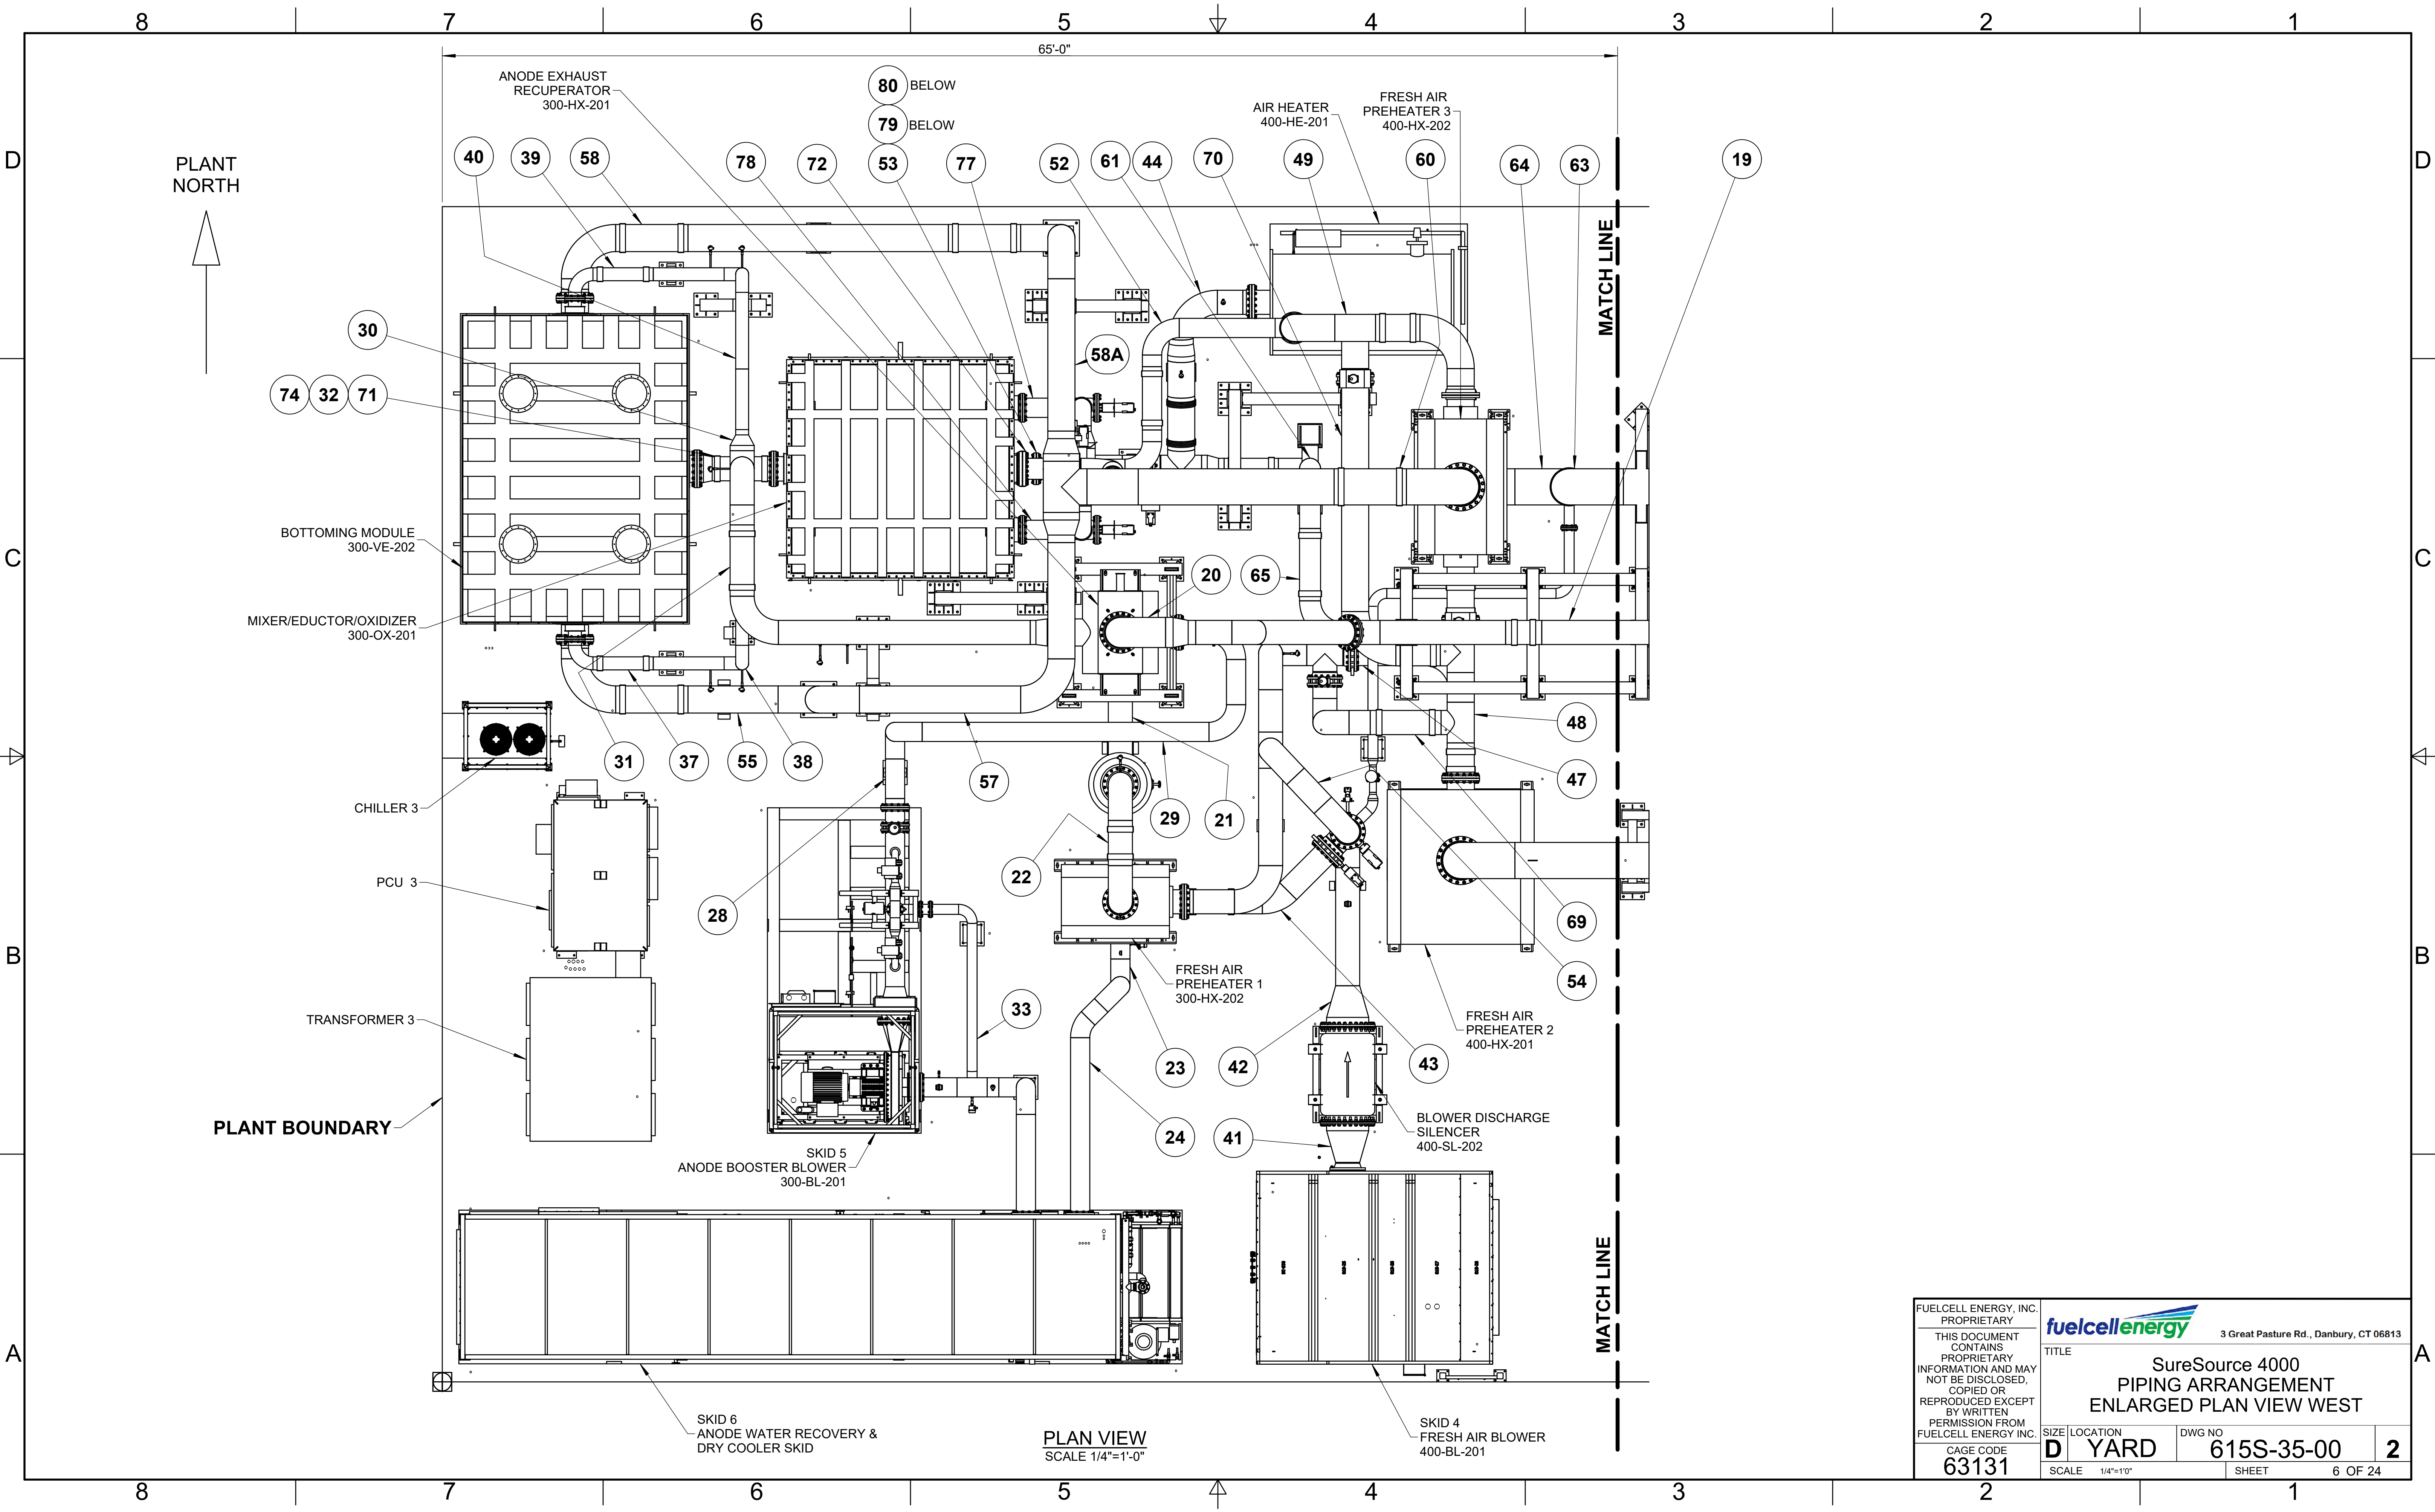 8 7 6 5 4 3 2 1
65'-0"
ANODE EXHAUST
RECUPERATOR
300-HX-201
80 BELOW
79 BELOW
AIR HEATER
400-HE-201
FRESH AIR
PREHEATER 3
400-HX-202
D
PLANT
NORTH
40 39 58 78 72 53 77 52 61 44 70 49 60 64 63 19
D
MATCH LINE
30
58A
74 32 71
BOTTOMING MODULE
300-VE-202
C
20 65
C
MIXER/EDUCTOR/OXIDIZER
300-OX-201
48
31 37 55 38 57 47
CHILLER 3
29 21
22
PCU 3
28
69
B
FRESH AIR
PREHEATER 1
300-HX-202
54
B
TRANSFORMER 3
33
FRESH AIR
PREHEATER 2
400-HX-201
23 42 43
PLANT BOUNDARY
24 41
BLOWER DISCHARGE
SILENCER
400-SL-202
SKID 5
ANODE BOOSTER BLOWER
300-BL-201
MATCH LINE
A
A
SKID 6
ANODE WATER RECOVERY &
DRY COOLER SKID
PLAN VIEW
SCALE 1/4"=1'-0"
SKID 4
FRESH AIR BLOWER
400-BL-201
FUELCELL ENERGY, INC.
PROPRIETARY
THIS DOCUMENT
CONTAINS
PROPRIETARY
INFORMATION AND MAY
NOT BE DISCLOSED,
COPIED OR
REPRODUCED EXCEPT
BY WRITTEN
PERMISSION FROM
FUELCELL ENERGY INC.
CAGE CODE
63131
fuelcellenergy
3 Great Pasture Rd., Danbury, CT 06813
TITLE
SureSource 4000
PIPING ARRANGEMENT
ENLARGED PLAN VIEW WEST
SIZE D
LOCATION YARD
DWG NO 615S-35-00
2
SCALE 1/4"=1'0"
SHEET 6 OF 24
8 7 6 5 4 3 2 1